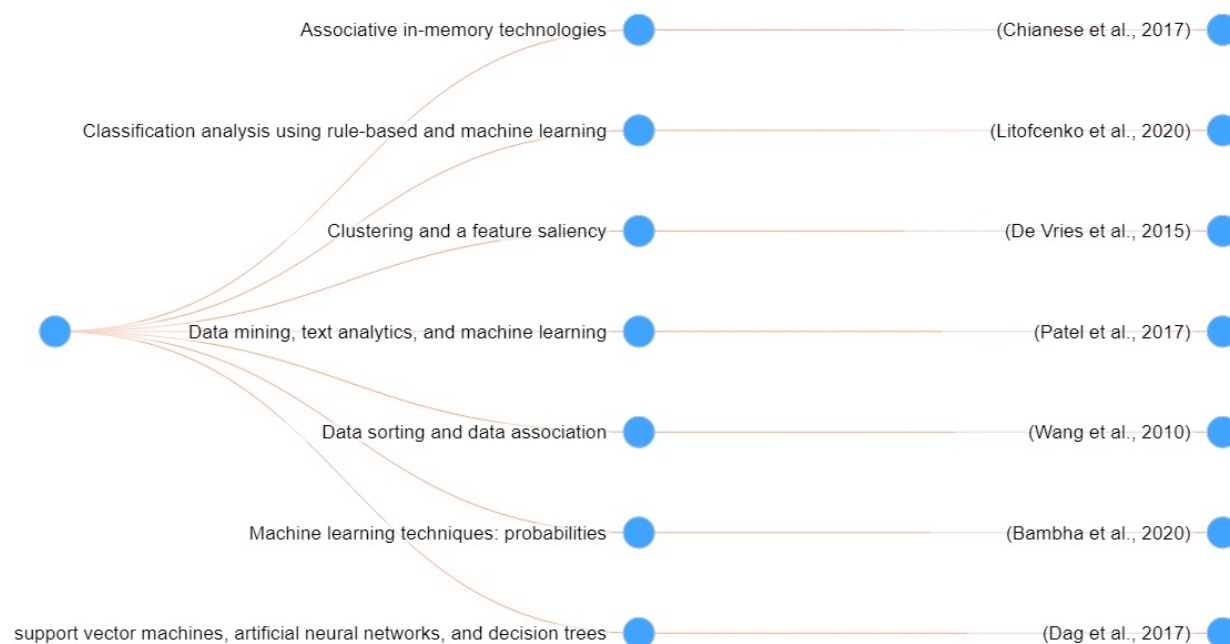 Associative in-memory technologies
(Chianese et al., 2017)
Classification analysis using rule-based and machine learning
(Litofcenko et al., 2020)
Clustering and a feature saliency
(De Vries et al., 2015)
Data mining, text analytics, and machine learning
(Patel et al., 2017)
Data sorting and data association
(Wang et al., 2010)
Machine learning techniques: probabilities
(Bambha et al., 2020)
support vector machines, artificial neural networks, and decision trees
(Dag et al., 2017)